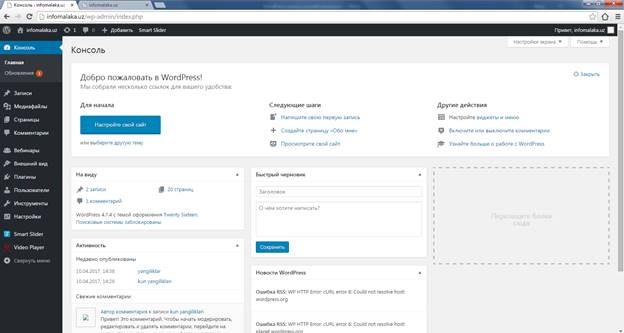 Консоль ‹ infomalaka.uz
infomalaka.uz
infomalaka.uz/wp-admin/index.php
infomalaka.uz 1 0 Добавить Smart Slider Привет, infomalaka.uz
Настройки экрана Помощь
Консоль
Главная
Обновления 1
Записи
Медиафайлы
Страницы
Комментарии
Вебинары
Внешний вид
Плагины
Пользователи
Инструменты
Настройки
Smart Slider
Video Player
Свернуть меню
Консоль
Добро пожаловать в WordPress!
Мы собрали несколько ссылок для вашего удобства:
Закрыть
Для начала
Настройте свой сайт
или выберите другую тему
Следующие шаги
Напишите свою первую запись
Создайте страницу «Обо мне»
Просмотрите свой сайт
Другие действия
Настройте виджеты и меню
Включите или выключите комментарии
Узнайте больше о работе с WordPress
На виду
2 записи 20 страниц
1 комментарий
WordPress 4.7.4 с темой оформления Twenty Sixteen.
Поисковые системы заблокированы
Активность
Недавно опубликованы
10.04.2017, 14:38 yangiliklar
10.04.2017, 14:26 kun yangiliklari
Свежие комментарии
Автор комментария к записи kun yangiliklari
Привет! Это комментарий. Чтобы начать модерировать,
редактировать и удалять комментарии, перейдите на
Быстрый черновик
Заголовок
О чем хотите написать?
Сохранить
Новости WordPress
Ошибка RSS: WP HTTP Error: cURL error 6: Could not resolve host:
wordpress.org
Ошибка RSS: WP HTTP Error: cURL error 6: Could not resolve host:
planet.wordpress.org
Перетащите блоки
сюда